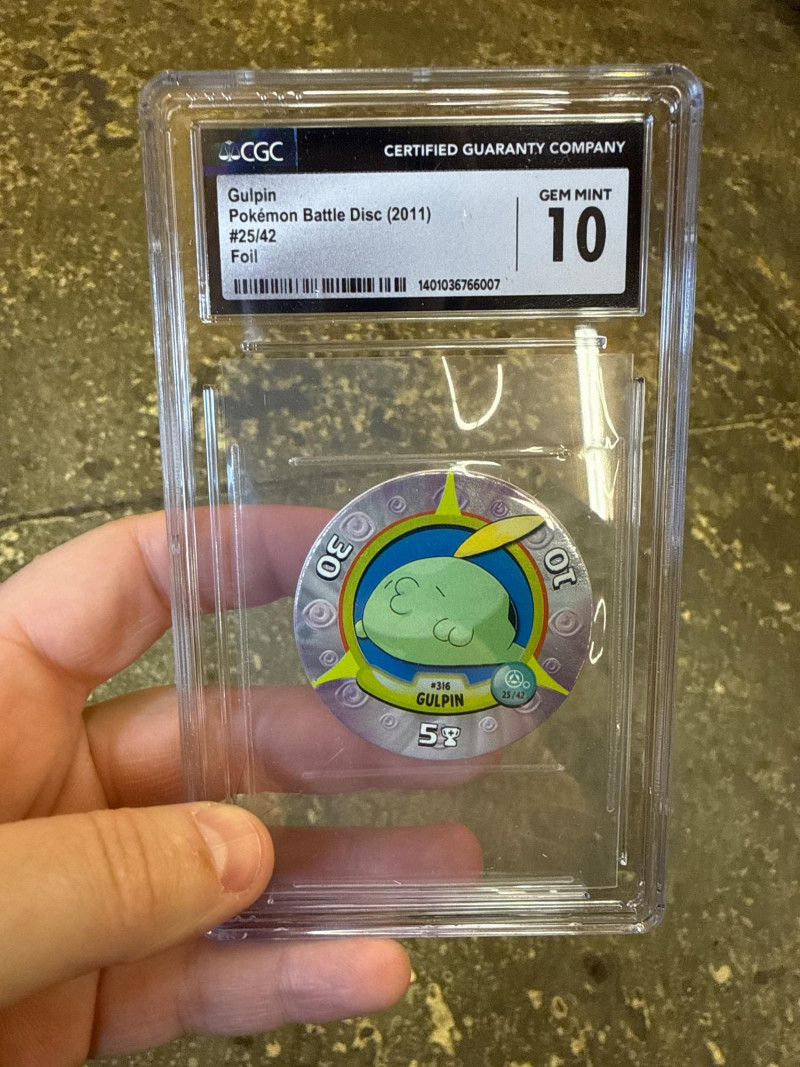 CGC
CERTIFIED GUARANTY COMPANY
Gulpin
Pokémon Battle Disc (2011)
#25/42
Foil
GEM MINT
10
1401036766007
30
10
#316
GULPIN
25/42
5